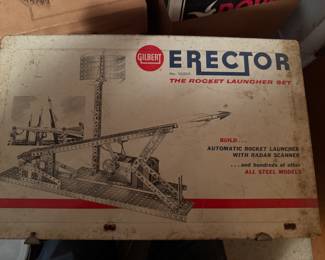 GILBERT
ERECTOR
THE ROCKET LAUNCHER SET
BUILD...
AUTOMATIC ROCKET LAUNCHER
WITH RADAR SCANNER
...and hundreds of other
ALL STEEL MODELS